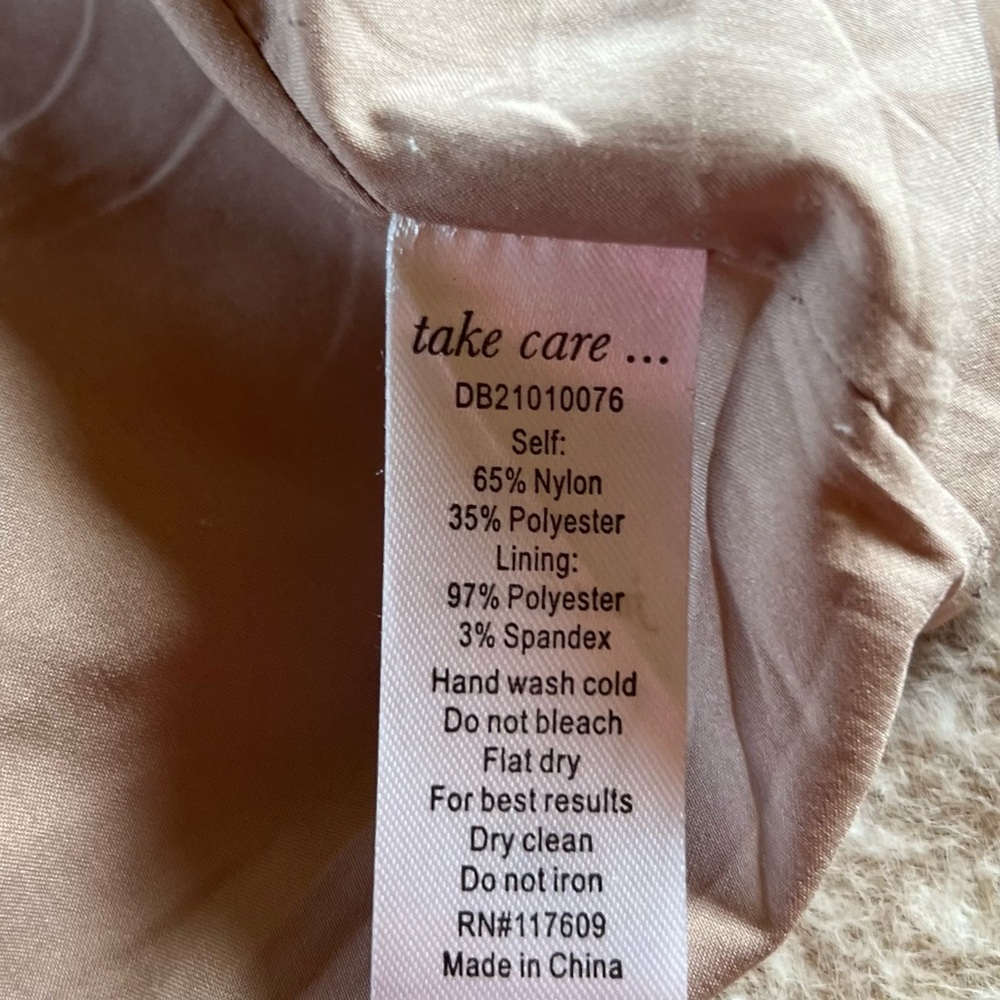 take care ...
DB21010076
Self:
65% Nylon
35% Polyester
Lining:
97% Polyester
3% Spandex
Hand wash cold
Do not bleach
Flat dry
For best results
Dry clean
Do not iron
RN#117609
Made in China